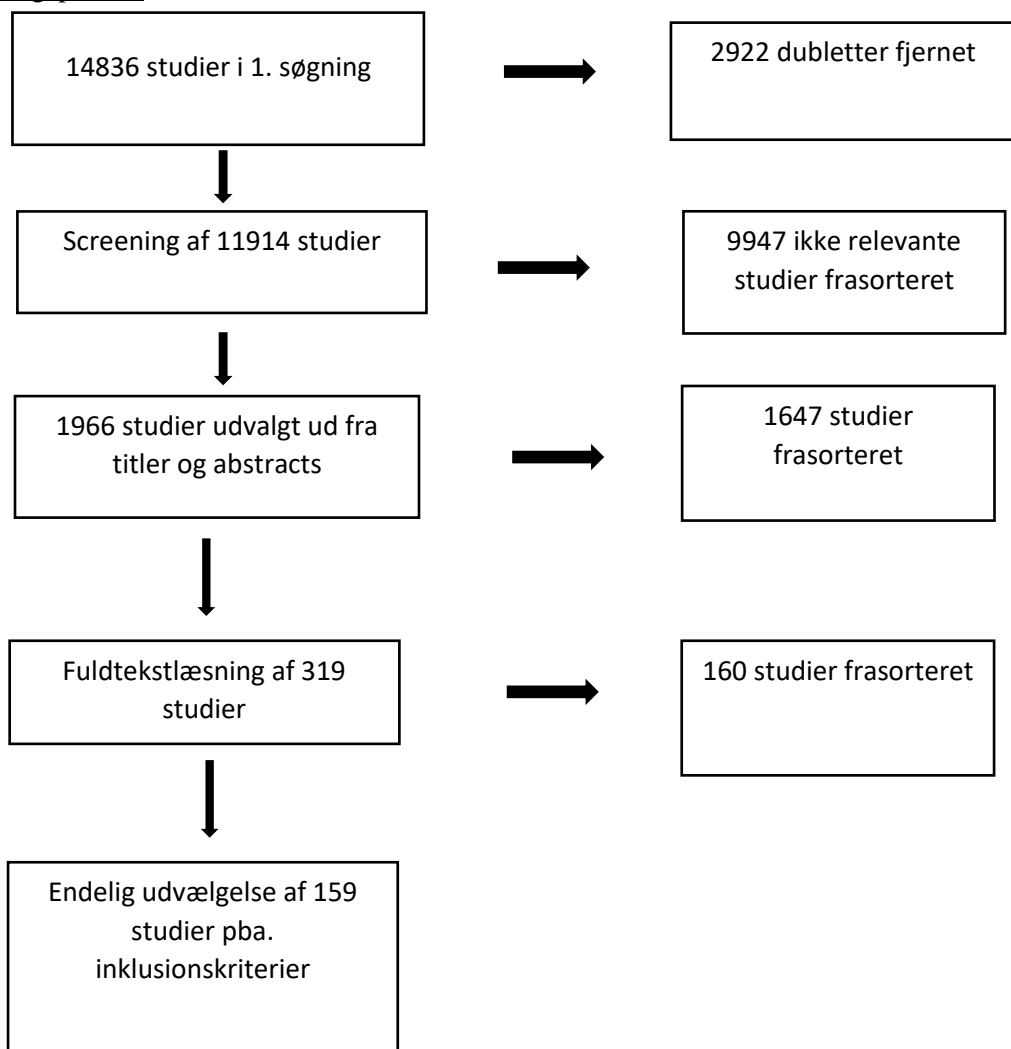 14836 studier i 1. søgning
2922 dubletter fjernet
Screening af 11914 studier
9947 ikke relevante
studier frasorteret
1966 studier udvalgt ud fra
titler og abstracts
1647 studier
frasorteret
Fuldtekstlæsning af 319
studier
160 studier frasorteret
Endelig udvælgelse af 159
studier pba.
inklusionskriterier